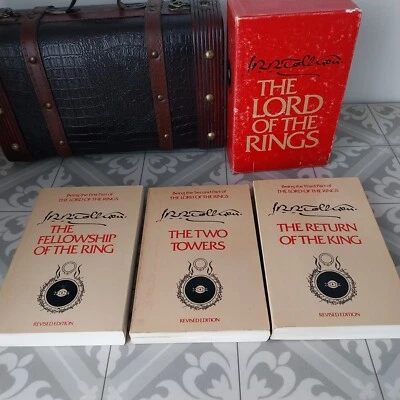 J.R.R. Tolkien
THE
LORD
OF THE
RINGS
Being the First Part of
THE LORD OF THE RINGS
J.R.R. Tolkien
THE
FELLOWSHIP
OF THE RING
REVISED EDITION
Being the Second Part of
THE LORD OF THE RINGS
J.R.R. Tolkien
THE TWO
TOWERS
REVISED EDITION
Being the Third Part of
THE LORD OF THE RINGS
J.R.R. Tolkien
THE RETURN
OF THE KING
REVISED EDITION